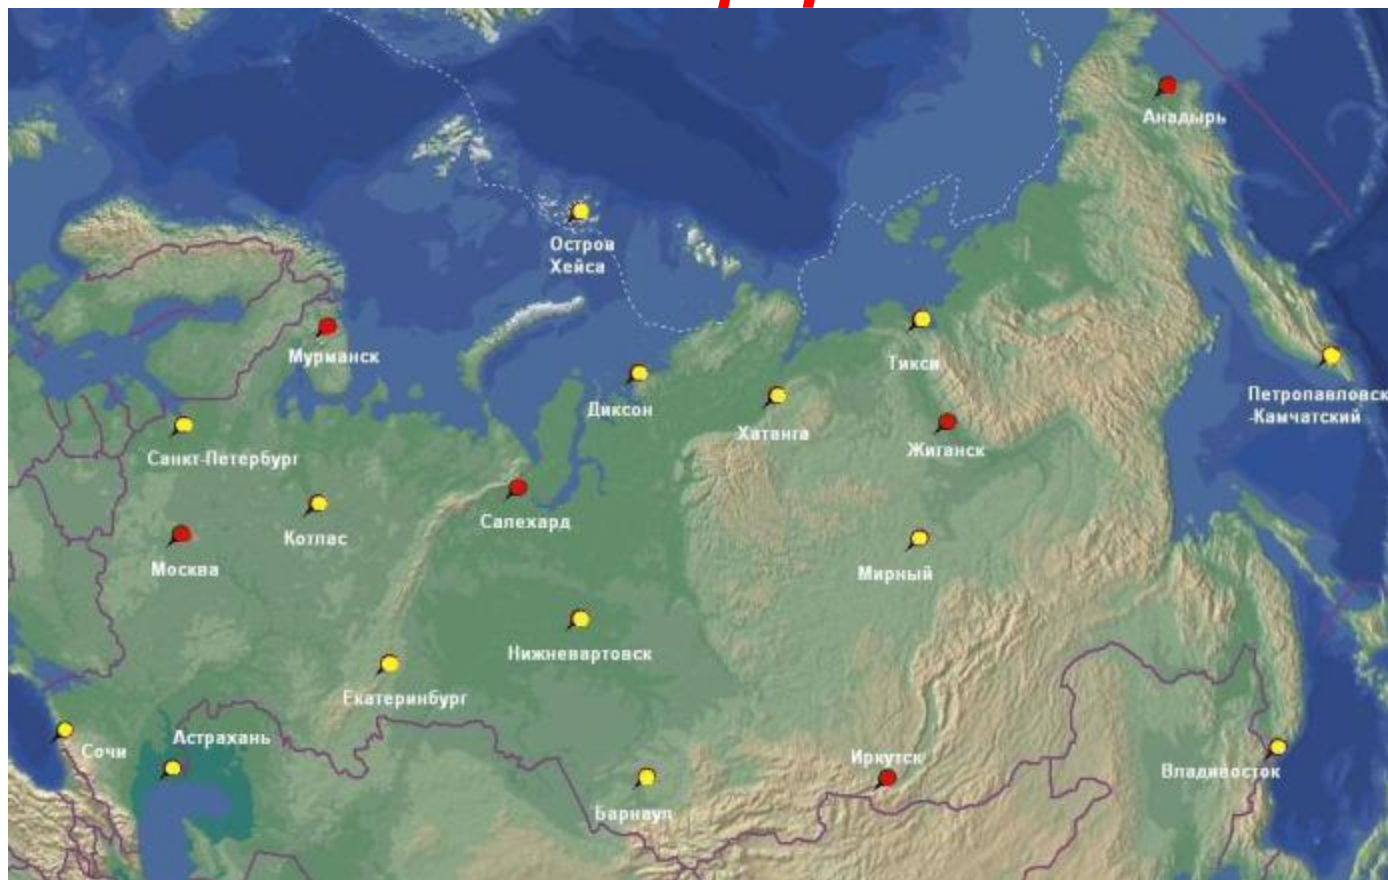 Анадырь
Остров
Хейса
Мурманск
Тикси
Диксон
Петропавловск
-Камчатский
Хатанга
Жиганск
Санкт-Петербург
Салехард
Котлас
Москва
Мирный
Нижневартовск
Екатеринбург
Астрахань
Сочи
Иркутск
Владивосток
Барнаул